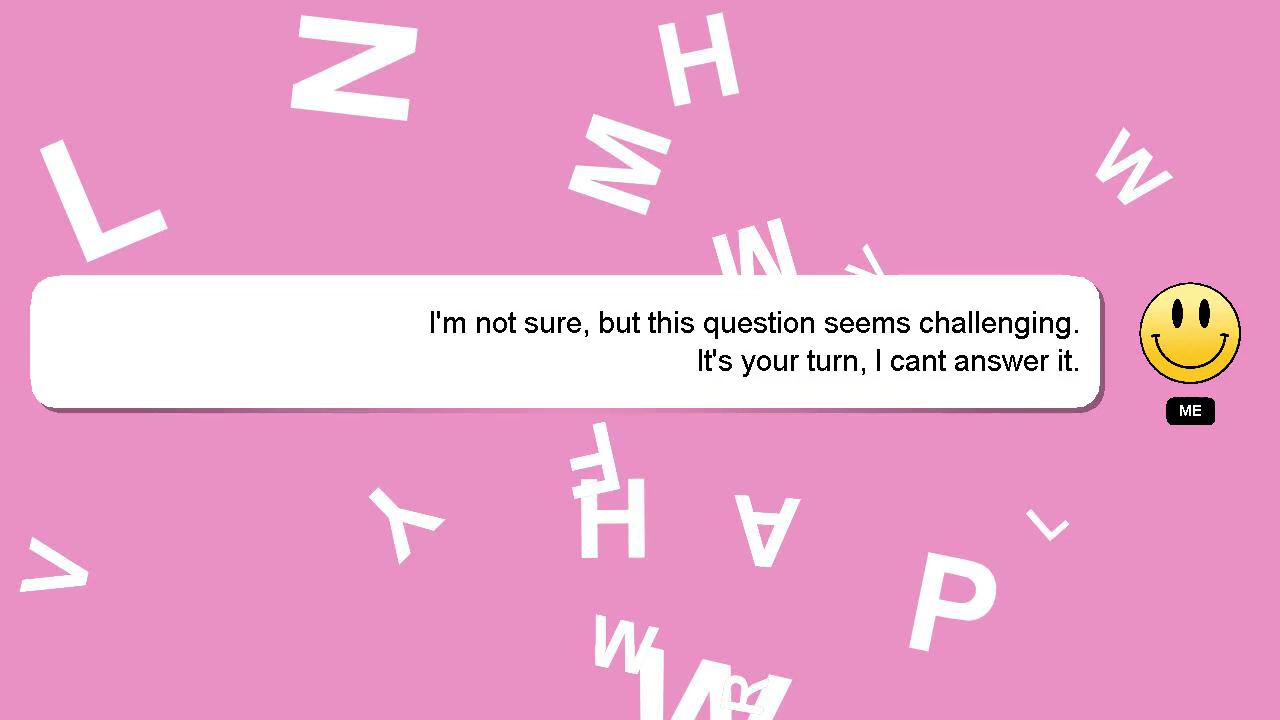 N
H
L
M
W
W
V
I'm not sure, but this question seems challenging.
It's your turn, I cant answer it.
ME
F
H
Y
A
L
V
P
W
W
R